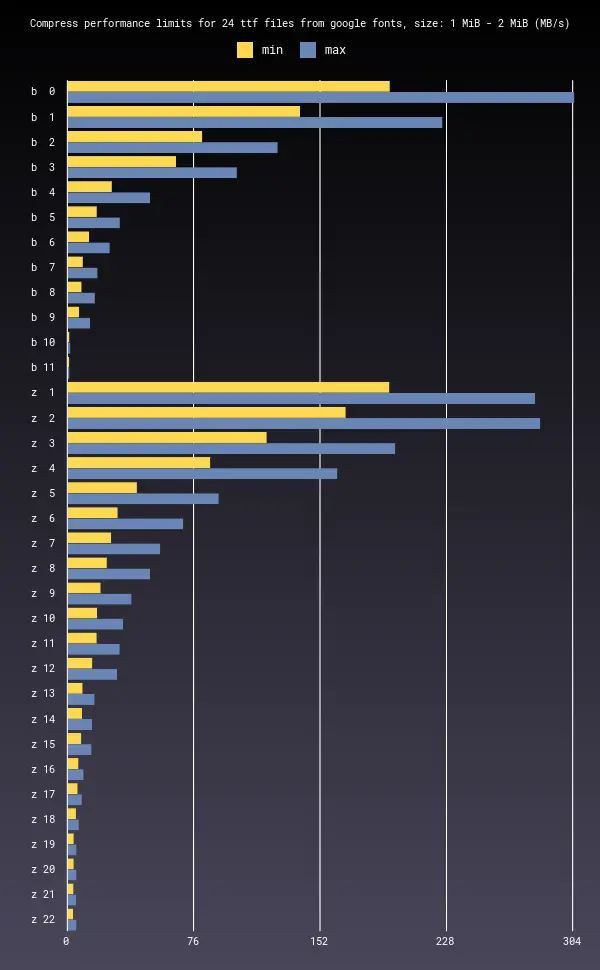 Compress performance limits for 24 ttf files from google fonts, size: 1 MiB - 2 MiB (MB/s)
min max
b 0
b 1
b 2
b 3
b 4
b 5
b 6
b 7
b 8
b 9
b 10
b 11
z 1
z 2
z 3
z 4
z 5
z 6
z 7
z 8
z 9
z 10
z 11
z 12
z 13
z 14
z 15
z 16
z 17
z 18
z 19
z 20
z 21
z 22
0 76 152 228 304